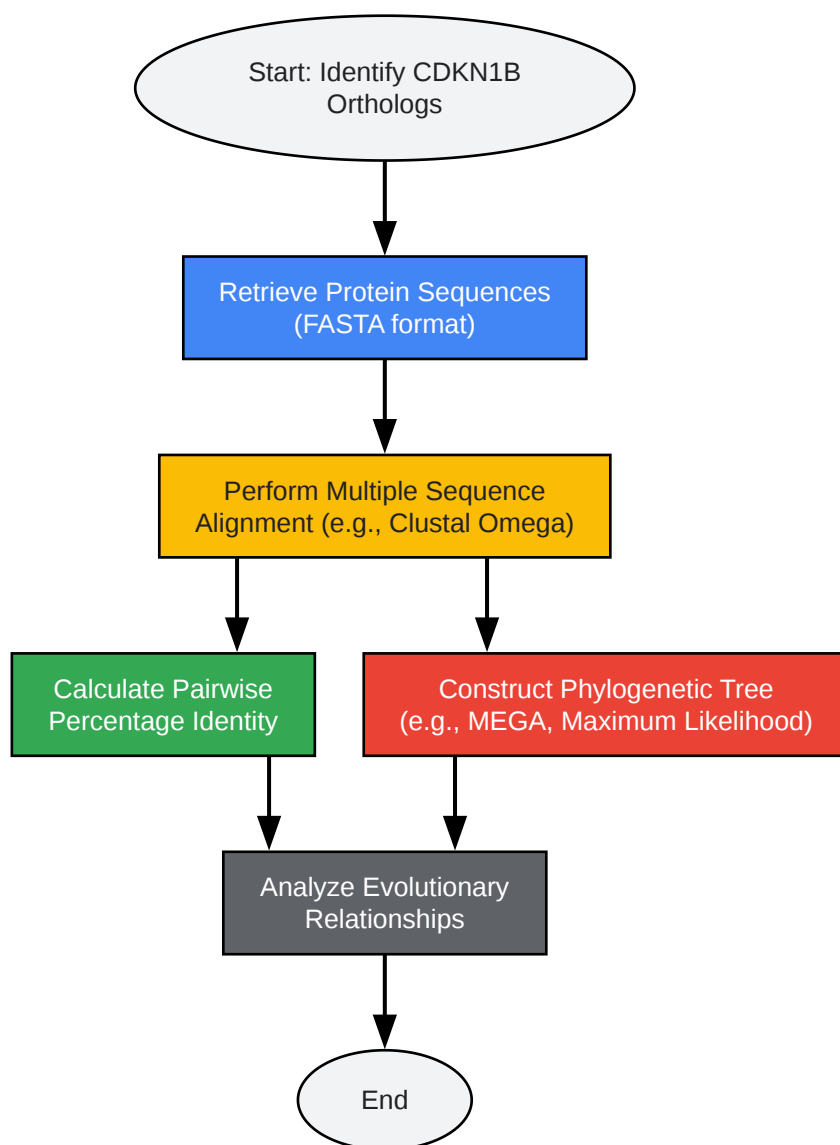 Start: Identify CDKN1B
Orthologs
Retrieve Protein Sequences
(FASTA format)
Perform Multiple Sequence
Alignment (e.g., Clustal Omega)
Calculate Pairwise
Percentage Identity
Construct Phylogenetic Tree
(e.g., MEGA, Maximum Likelihood)
Analyze Evolutionary
Relationships
End